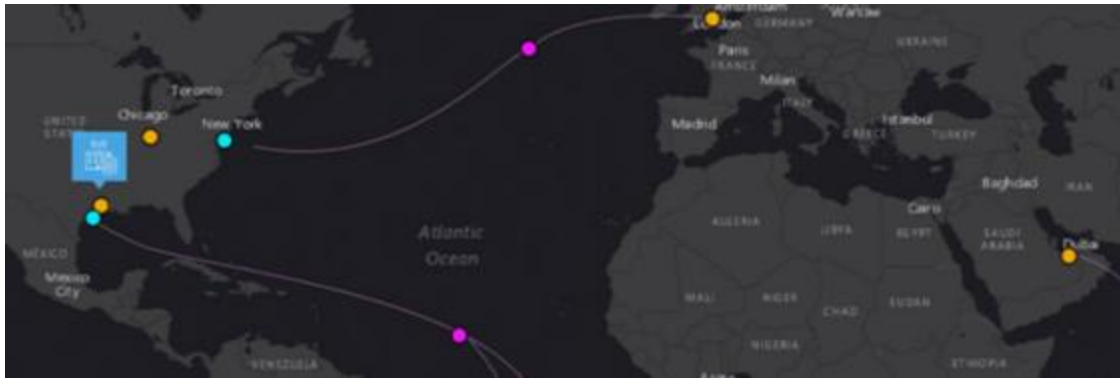 Amsterdam
London
GERMANY
Warsaw
Paris
FRANCE
UKRAINE
Milan
ITALY
Toronto
Chicago
New York
UNITED
STAT
Madrid
GREECE
Istanbul
TURKEY
Baghdad
IRAN
Cairo
ALGERIA
LIBYA
EGYPT
SAUDI
ARABIA
Dubai
Atlantic
Ocean
MÉXICO
Mexico
City
MALI
NIGER
CHAD
SUDAN
NIGERIA
VENEZUELA
ETHIOPIA